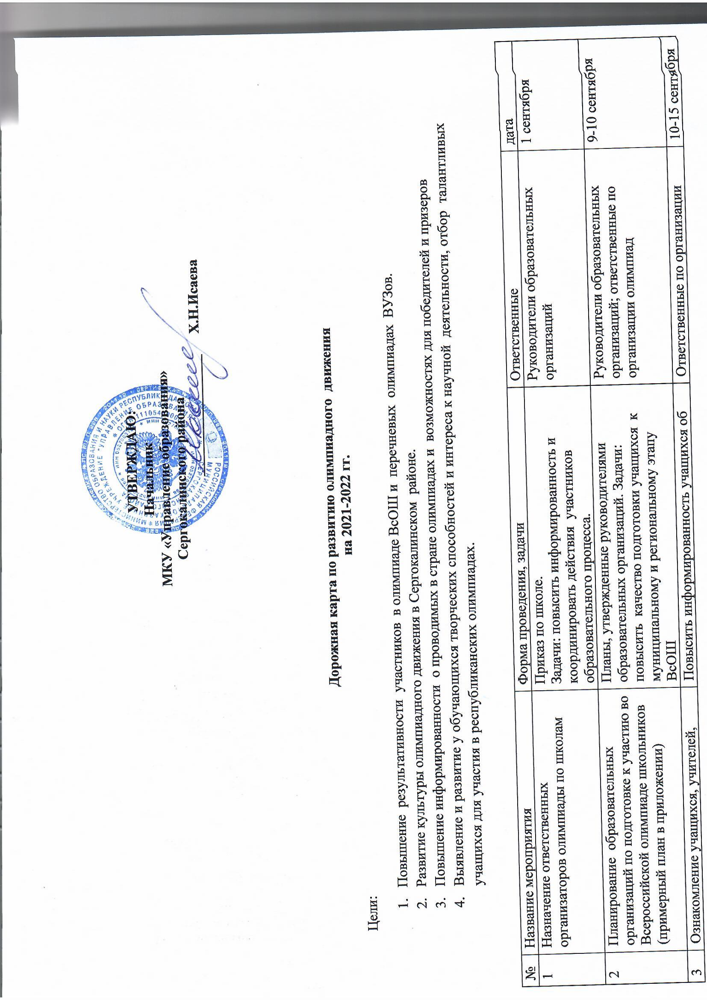 УТВЕРЖДАЮ:
Начальник
МКУ «Управление образования»
Сергокалинского района
Х.Н.Исаева
Дорожная карта по развитию олимпиадного движения
на 2021-2022 гг.
Цели:
1. Повышение результативности участников в олимпиаде ВсОШ и перечневых олимпиадах ВУЗов.
2. Развитие культуры олимпиадного движения в Сергокалинском районе.
3. Повышение информированности о проводимых в стране олимпиадах и возможностях для победителей и призеров
4. Выявление и развитие у обучающихся творческих способностей и интереса к научной деятельности, отбор талантливых
учащихся для участия в республиканских олимпиадах.
№ Название мероприятия Форма проведения, задачи Ответственные дата
1 Назначение ответственных Приказ по школе. Руководители образовательных 1 сентября
организаторов олимпиады по школам Задачи: повысить информированность и организаций
координировать действия участников
образовательного процесса.
2 Планирование образовательных Планы, утвержденные руководителями Руководители образовательных 9-10 сентября
организаций по подготовке к участию во образовательных организаций. Задачи: организаций; ответственные по
Всероссийской олимпиаде школьников повысить качество подготовки учащихся к организации олимпиад
(примерный план в приложении) муниципальному и региональному этапу
ВсОШ
3 Ознакомление учащихся, учителей, Повысить информированность учащихся об Ответственные по организации 10-15 сентября